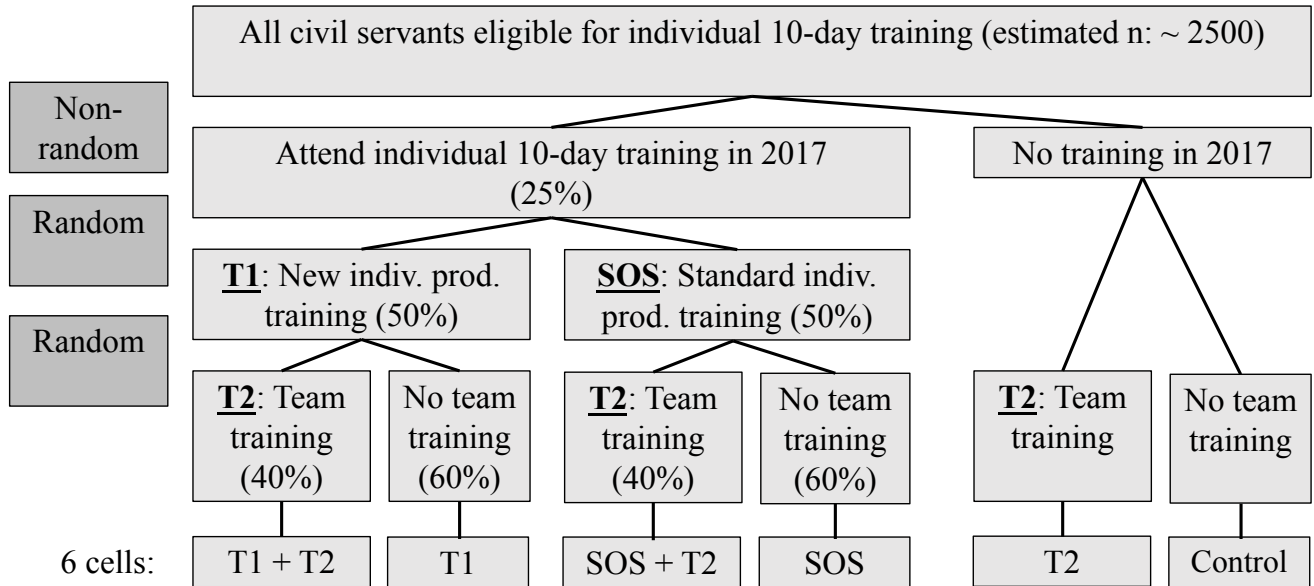 All civil servants eligible for individual 10-day training (estimated n: ~ 2500)
Non-
random
Attend individual 10-day training in 2017
(25%)
No training in 2017
Random
T1: New indiv. prod.
training (50%)
SOS: Standard indiv.
prod. training (50%)
Random
T2: Team
training
(40%)
No team
training
(60%)
T2: Team
training
(40%)
No team
training
(60%)
T2: Team
training
No team
training
6 cells:
T1 + T2
T1
SOS + T2
SOS
T2
Control